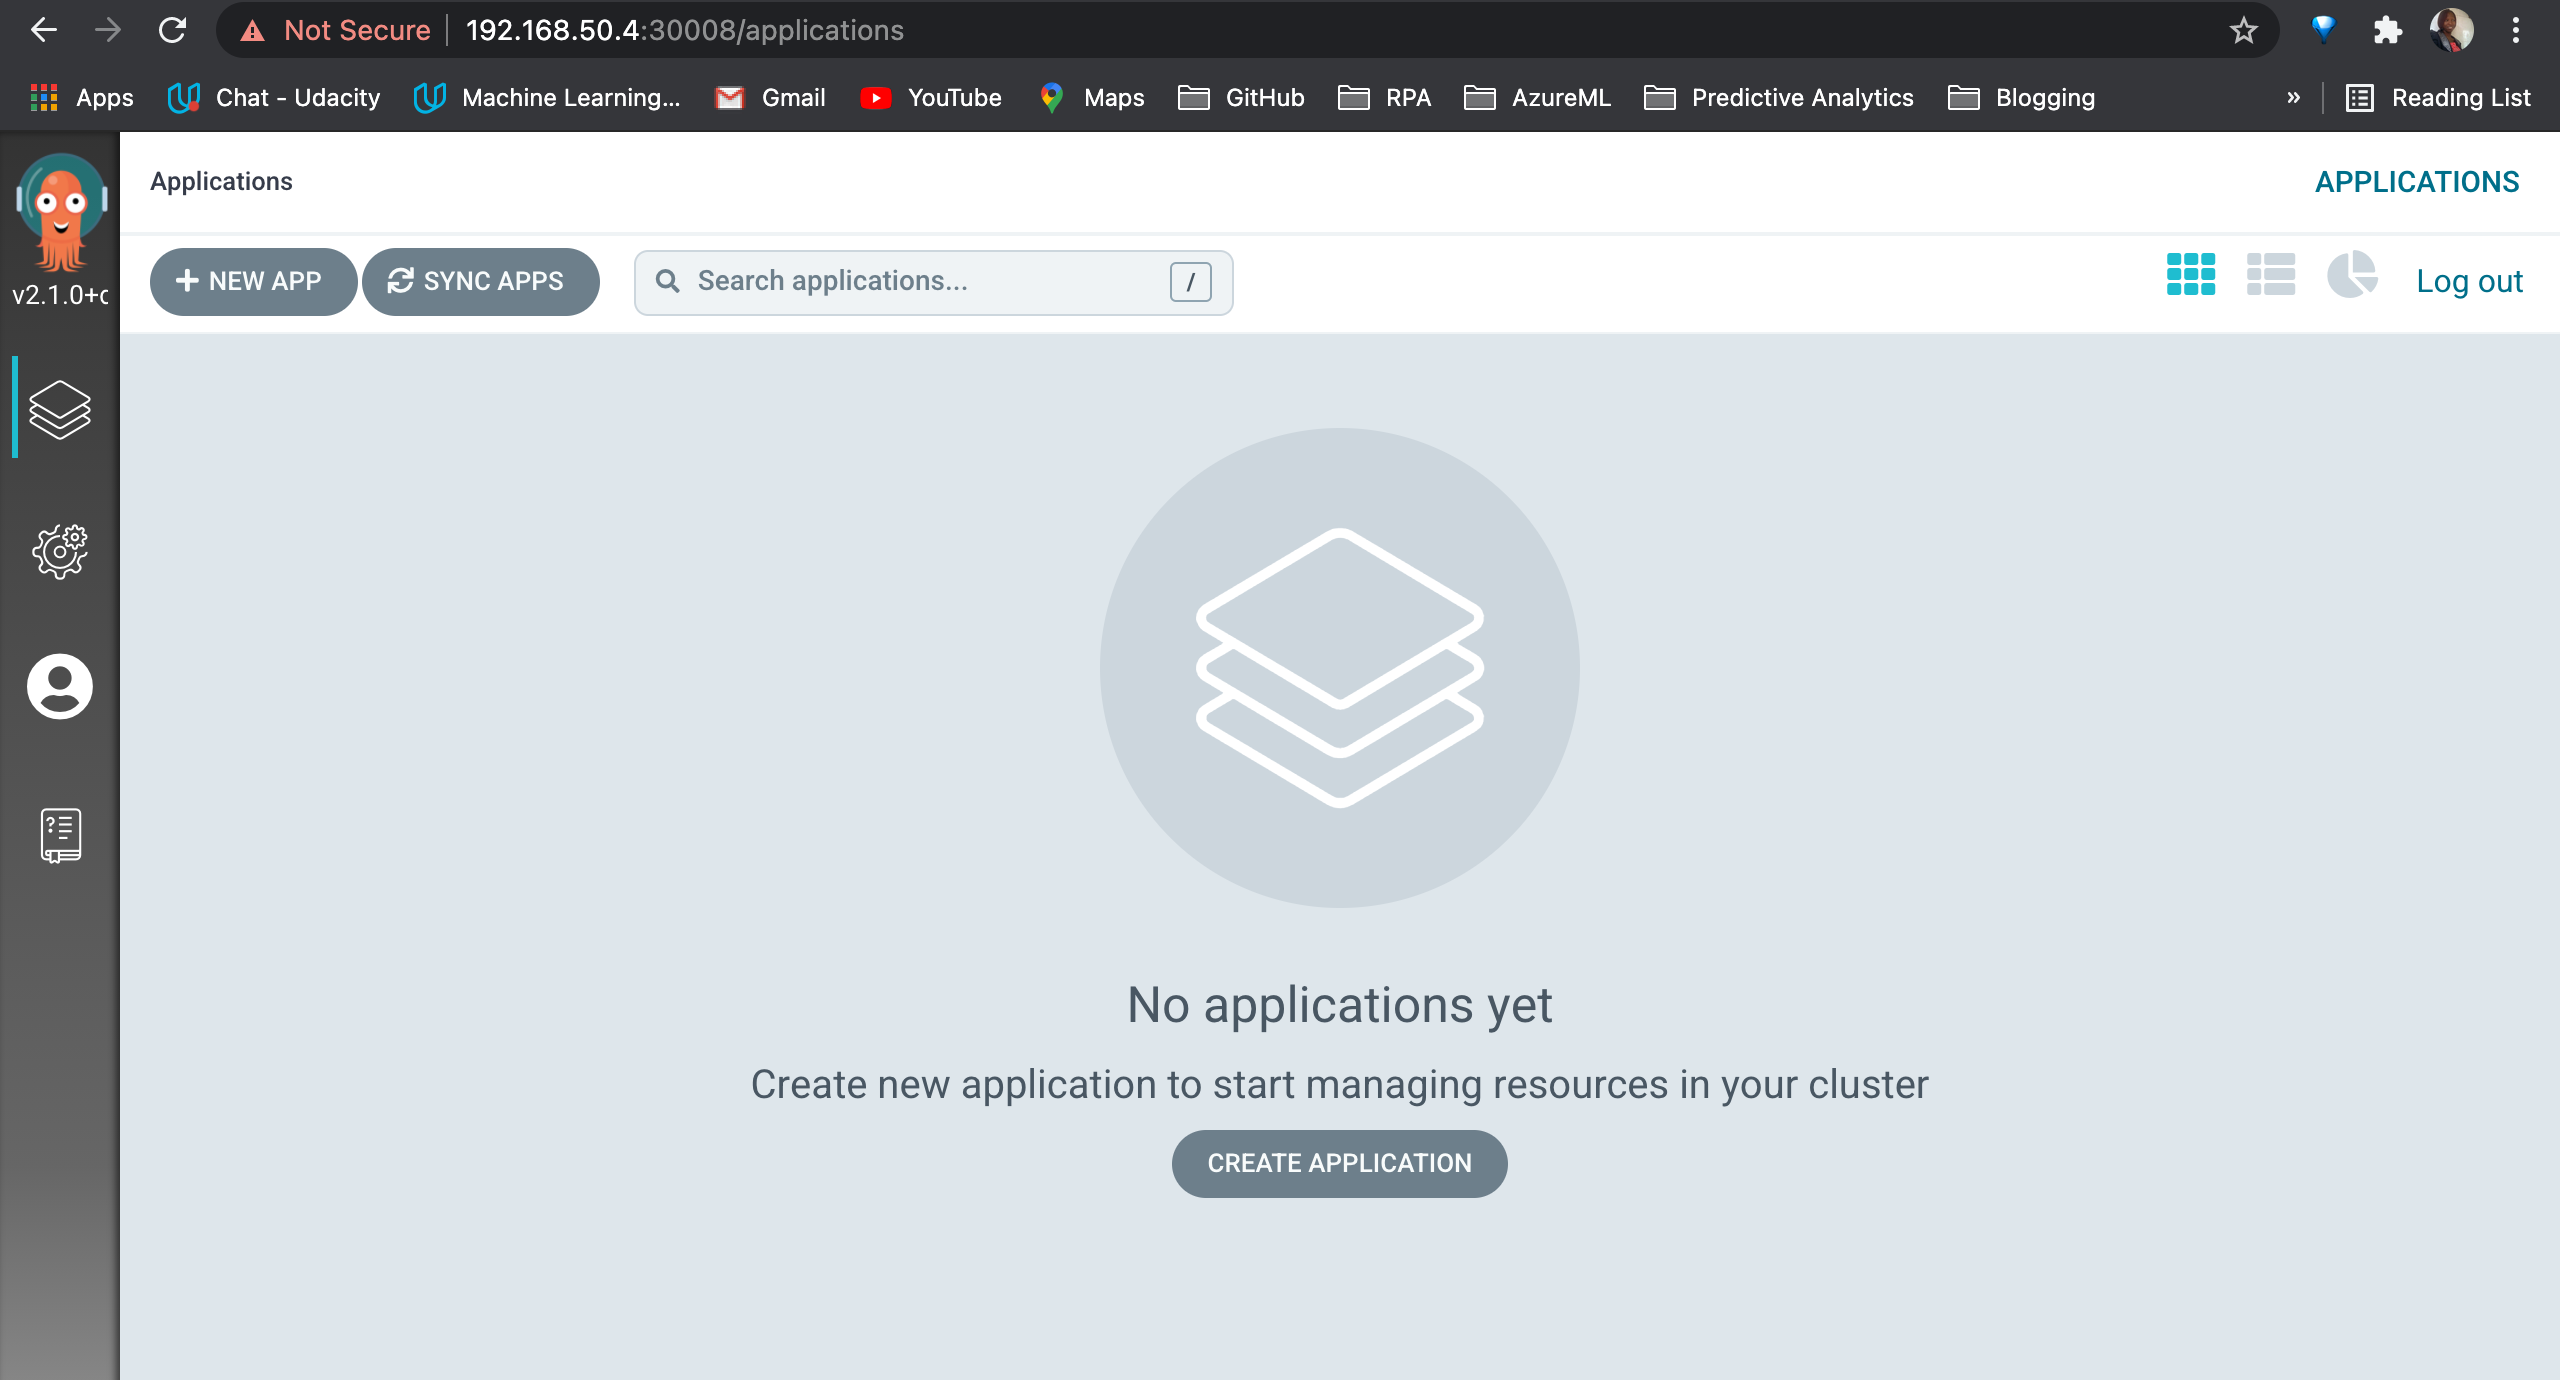 Not Secure 192.168.50.4:30008/applications
Apps Chat - Udacity Machine Learning... Gmail YouTube Maps GitHub RPA AzureML Predictive Analytics Blogging » Reading List
Applications APPLICATIONS
NEW APP SYNC APPS Search applications... / Log out
v2.1.0+
No applications yet
Create new application to start managing resources in your cluster
CREATE APPLICATION